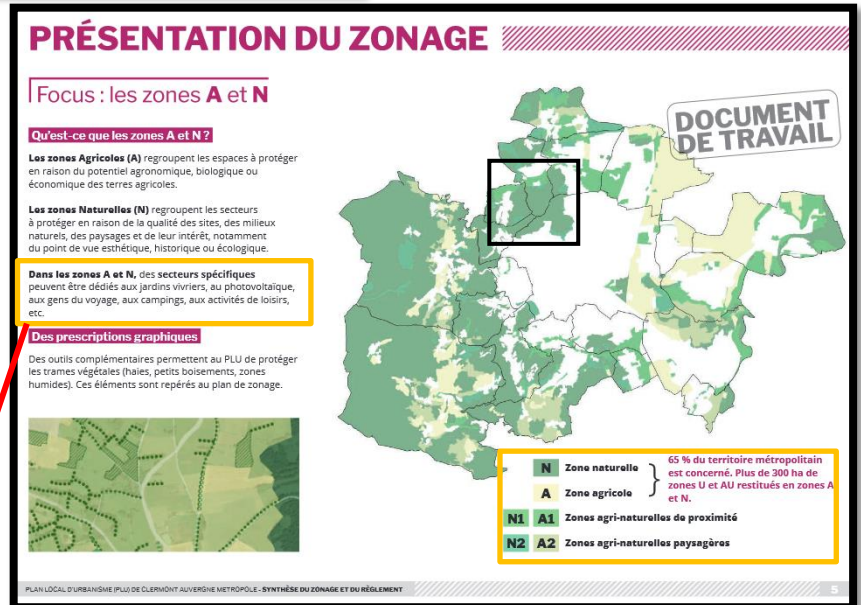 PRÉSENTATION DU ZONAGE
Focus : les zones A et N
Qu'est-ce que les zones A et N ?
Les zones Agricoles (A) regroupent les espaces à protéger
en raison du potentiel agronomique, biologique ou
économique des terres agricoles.
Les zones Naturelles (N) regroupent les secteurs
à protéger en raison de la qualité des sites, des milieux
naturels, des paysages et de leur intérêt, notamment
du point de vue esthétique, historique ou écologique.
Dans les zones A et N, des secteurs spécifiques
peuvent être dédiés aux jardins vivriers, au photovoltaïque,
aux gens du voyage, aux campings, aux activités de loisirs,
etc.
Des prescriptions graphiques
Des outils complémentaires permettent au PLU de protéger
les trames végétales (haies, petits boisements, zones
humides). Ces éléments sont repérés au plan de zonage.
DOCUMENT
DE TRAVAIL
N Zone naturelle
A Zone agricole
65 % du territoire métropolitain
est concerné. Plus de 300 ha de
zones U et AU restitués en zones A
et N.
N1 A1 Zones agri-naturelles de proximité
N2 A2 Zones agri-naturelles paysagères
PLAN LOCAL D'URBANISME (PLU) DE CLERMONT AUVERGNE METROPOLE - SYNTHÈSE DU ZONAGE ET DU RÈGLEMENT
5